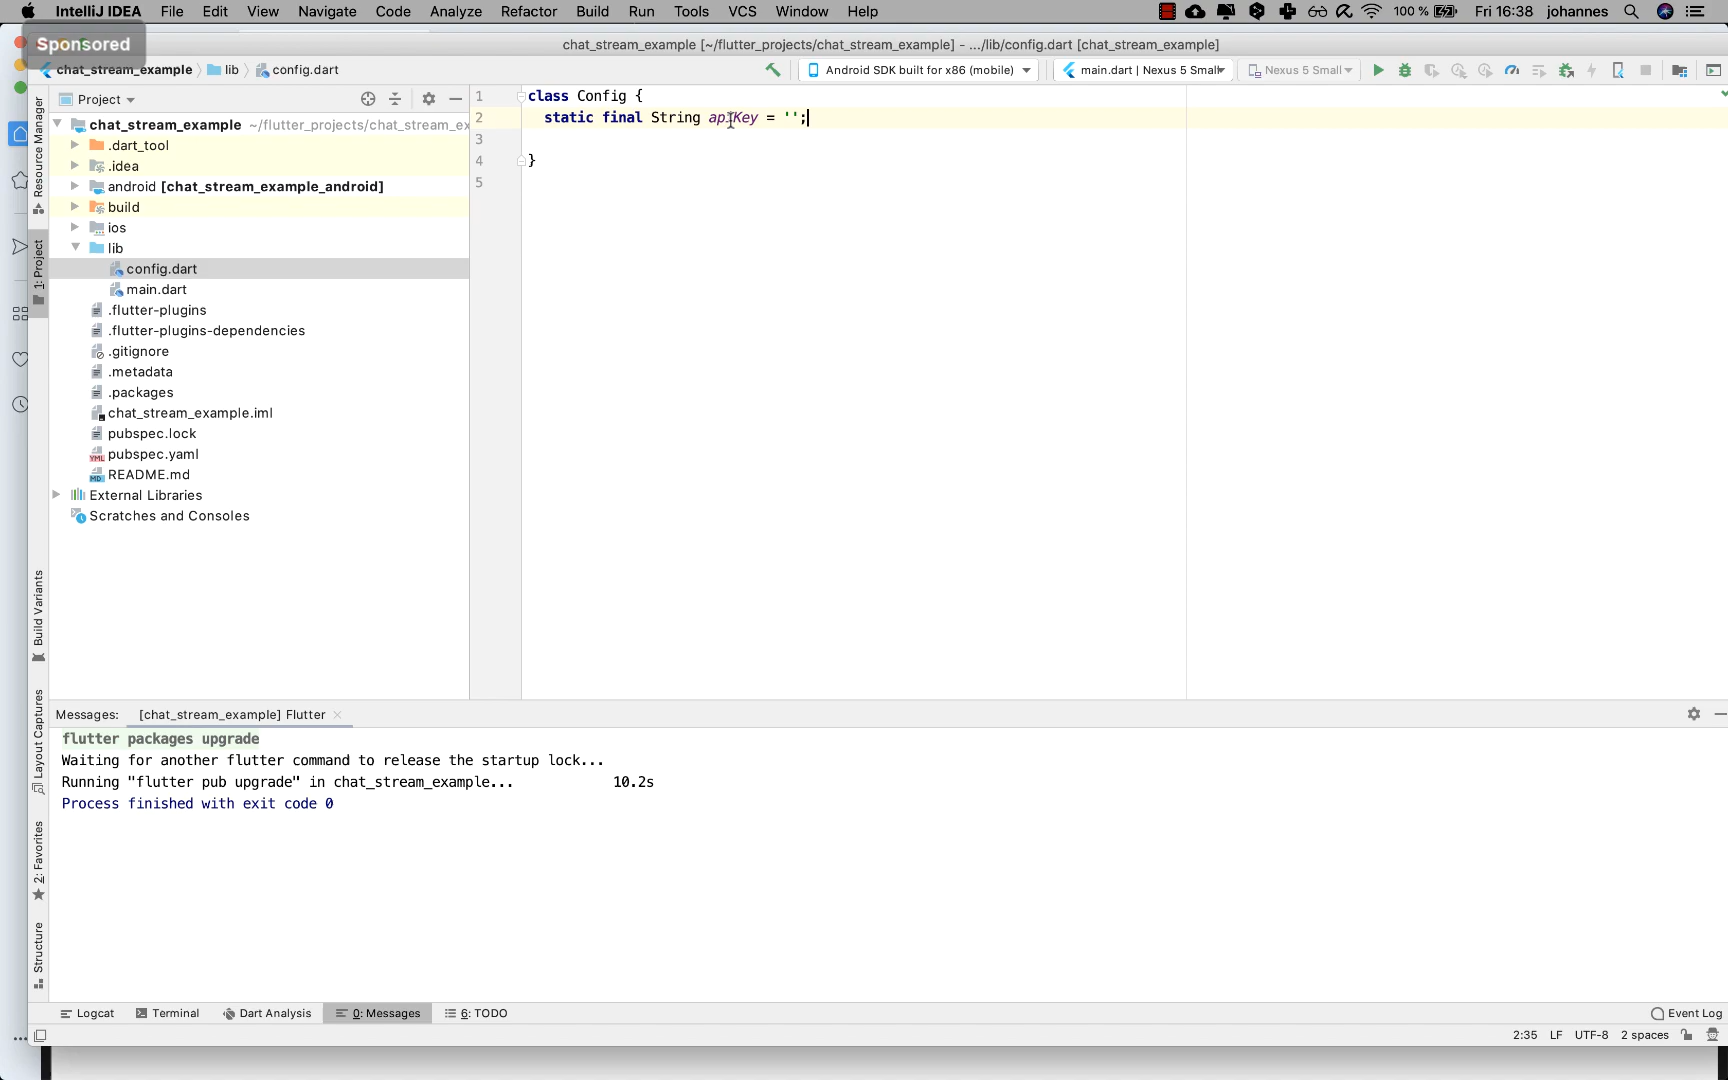 IntelliJ IDEA File Edit View Navigate Code Analyze Refactor Build Run Tools VCS Window Help 100 % Fri 16:38 johannes
Sponsored
chat_stream_example [~/flutter_projects/chat_stream_example] - .../lib/config.dart [chat_stream_example]
chat_stream_example lib config.dart Android SDK built for x86 (mobile) main.dart | Nexus 5 Small Nexus 5 Small
Resource Manager
1: Project
Build Variants
Layout Captures
2: Favorites
Structure
Project
chat_stream_example ~/flutter_projects/chat_stream_ex
.dart_tool
.idea
android [chat_stream_example_android]
build
ios
lib
config.dart
main.dart
.flutter-plugins
.flutter-plugins-dependencies
.gitignore
.metadata
.packages
chat_stream_example.iml
pubspec.lock
pubspec.yaml
README.md
External Libraries
Scratches and Consoles
1 class Config {
2 static final String apiKey = '';
3
4 }
5
Messages: [chat_stream_example] Flutter
flutter packages upgrade
Waiting for another flutter command to release the startup lock...
Running "flutter pub upgrade" in chat_stream_example... 10.2s
Process finished with exit code 0
Logcat Terminal Dart Analysis 0: Messages 6: TODO Event Log
2:35 LF UTF-8 2 spaces